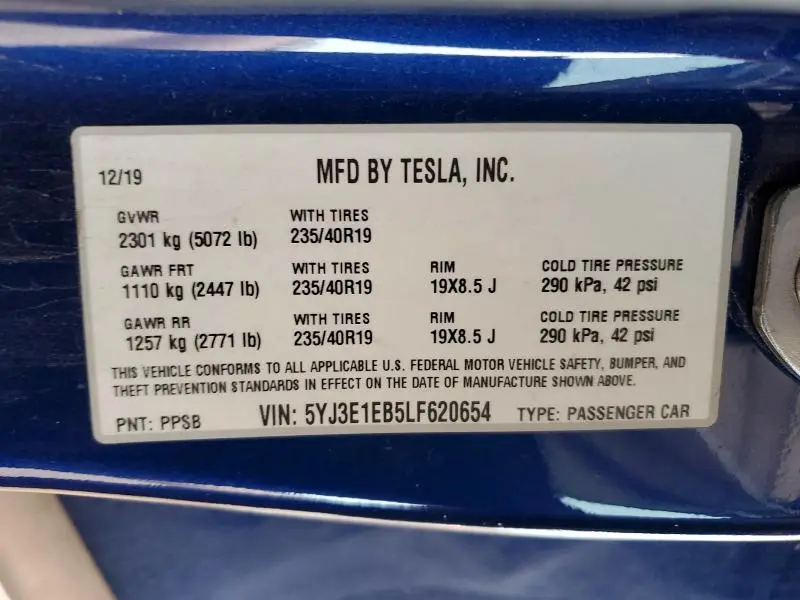 12/19 MFD BY TESLA, INC.
GVWR WITH TIRES
2301 kg (5072 lb) 235/40R19
GAWR FRT WITH TIRES RIM COLD TIRE PRESSURE
1110 kg (2447 lb) 235/40R19 19X8.5 J 290 kPa, 42 psi
GAWR RR WITH TIRES RIM COLD TIRE PRESSURE
1257 kg (2771 lb) 235/40R19 19X8.5 J 290 kPa, 42 psi
THIS VEHICLE CONFORMS TO ALL APPLICABLE U.S. FEDERAL MOTOR VEHICLE SAFETY, BUMPER, AND
THEFT PREVENTION STANDARDS IN EFFECT ON THE DATE OF MANUFACTURE SHOWN ABOVE.
PNT: PPSB VIN: 5YJ3E1EB5LF620654 TYPE: PASSENGER CAR